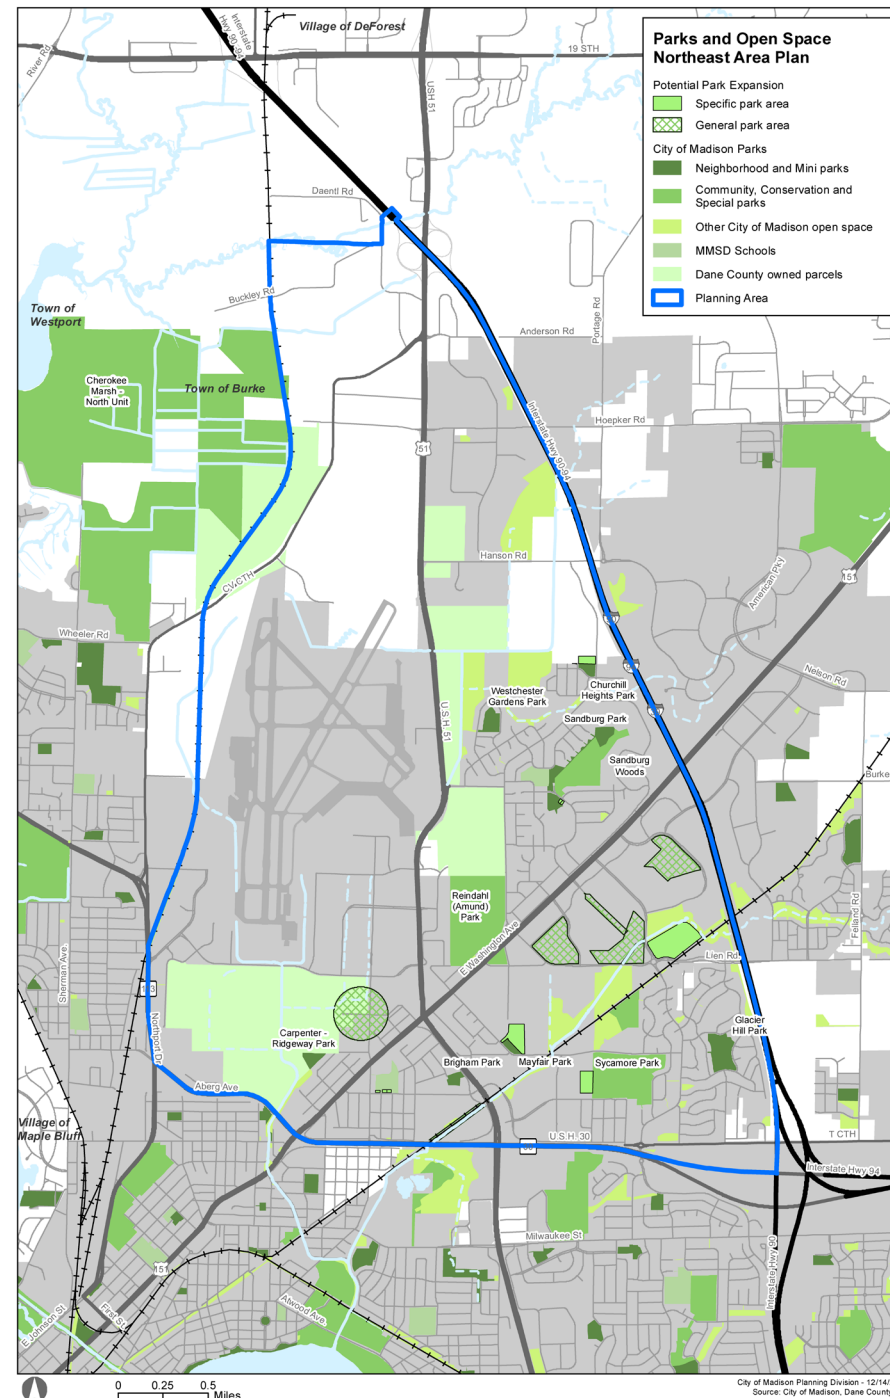 Village of DeForest
Interstate
Hwy 90-94
River Rd
19 STH
USH 51
Parks and Open Space
Northeast Area Plan
Potential Park Expansion
Specific park area
General park area
City of Madison Parks
Neighborhood and Mini parks
Community, Conservation and
Special parks
Other City of Madison open space
MMSD Schools
Dane County owned parcels
Planning Area
Daentl Rd
Buckley Rd
Portage Rd
Town of
Westport
Anderson Rd
Cherokee
Marsh -
North Unit
Town of Burke
Interstate Hwy 90-94
Hoepker Rd
51
Hanson Rd
CV CTH
American Pky
151
Wheeler Rd
Nelson Rd
Westchester
Gardens Park
Churchill
Heights Park
U.S.H. 51
Sandburg Park
Sandburg
Woods
Burke
Reindahl
(Amund)
Park
E Washington Ave
Felland Rd
Sherman Ave
Lien Rd
Northport Dr
Carpenter -
Ridgeway Park
Glacier
Hill Park
Brigham Park
Mayfair Park
Sycamore Park
Aberg Ave
Village of
Maple Bluff
U.S.H. 30
T CTH
Interstate Hwy 94
Milwaukee St
151
Interstate Hwy 90
First St
Atwood Ave.
E Johnson St
0 0.25 0.5
Miles
City of Madison Planning Division - 12/14/
Source: City of Madison, Dane County